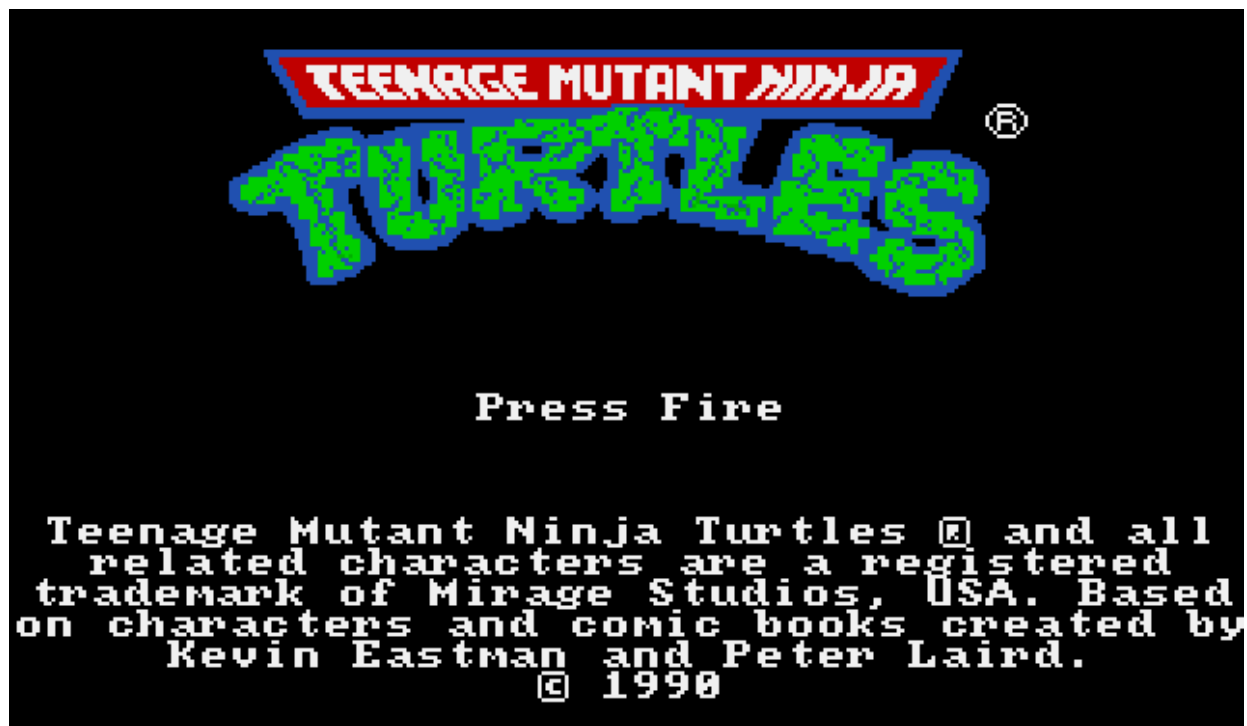 TEENAGE MUTANT NINJA
TURTLES ®
Press Fire
Teenage Mutant Ninja Turtles ® and all
related characters are a registered
trademark of Mirage Studios, USA. Based
on characters and comic books created by
Kevin Eastman and Peter Laird.
© 1990